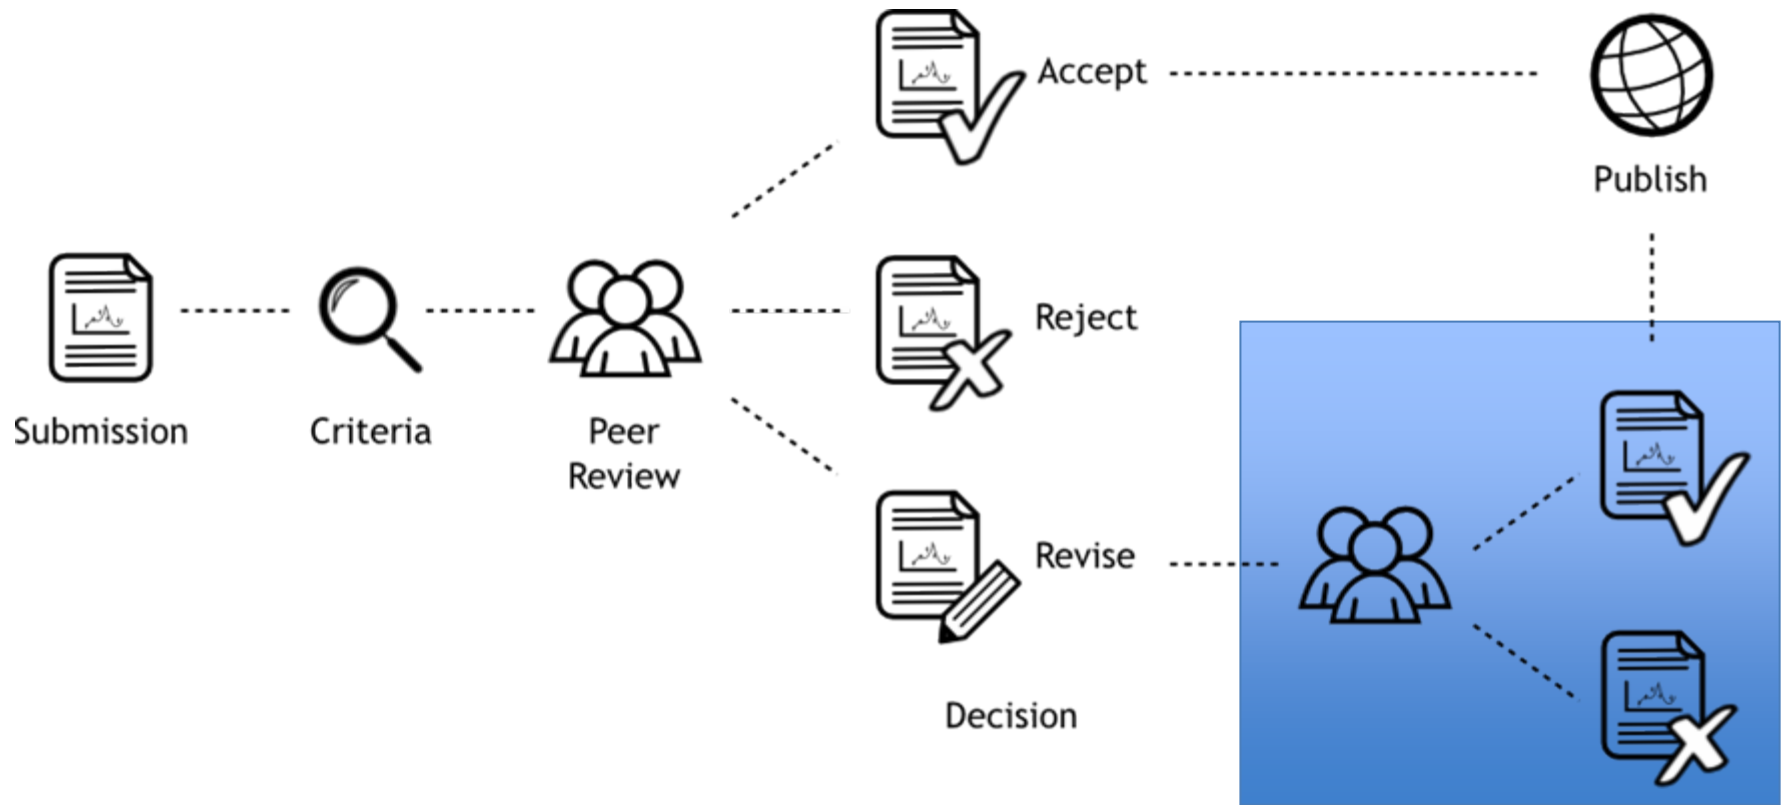 Accept
Publish
Submission
Criteria
Peer
Review
Reject
Revise
Decision